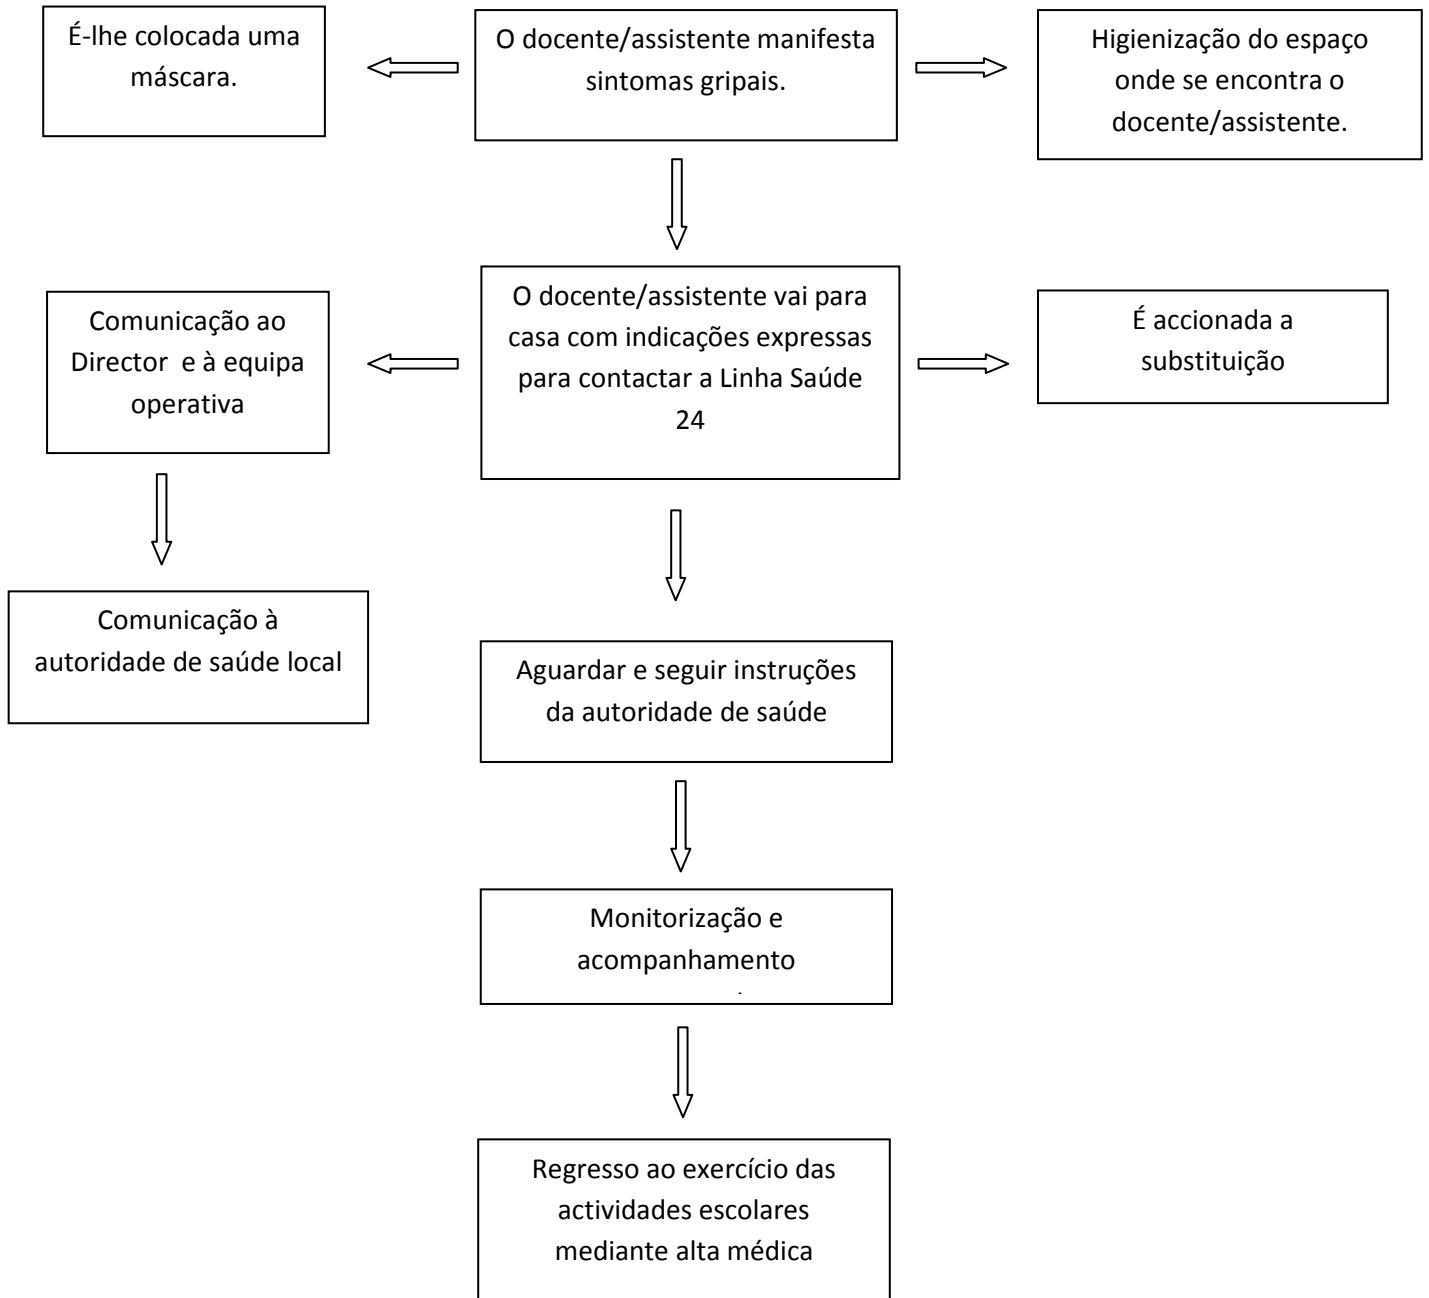 É-lhe colocada uma
máscara.
O docente/assistente manifesta
sintomas gripais.
Higienização do espaço
onde se encontra o
docente/assistente.
Comunicação ao
Director  e à equipa
operativa
O docente/assistente vai para
casa com indicações expressas
para contactar a Linha Saúde
24
É accionada a
substituição
Comunicação à
autoridade de saúde local
Aguardar e seguir instruções
da autoridade de saúde
Monitorização e
acompanhamento
Regresso ao exercício das
actividades escolares
mediante alta médica